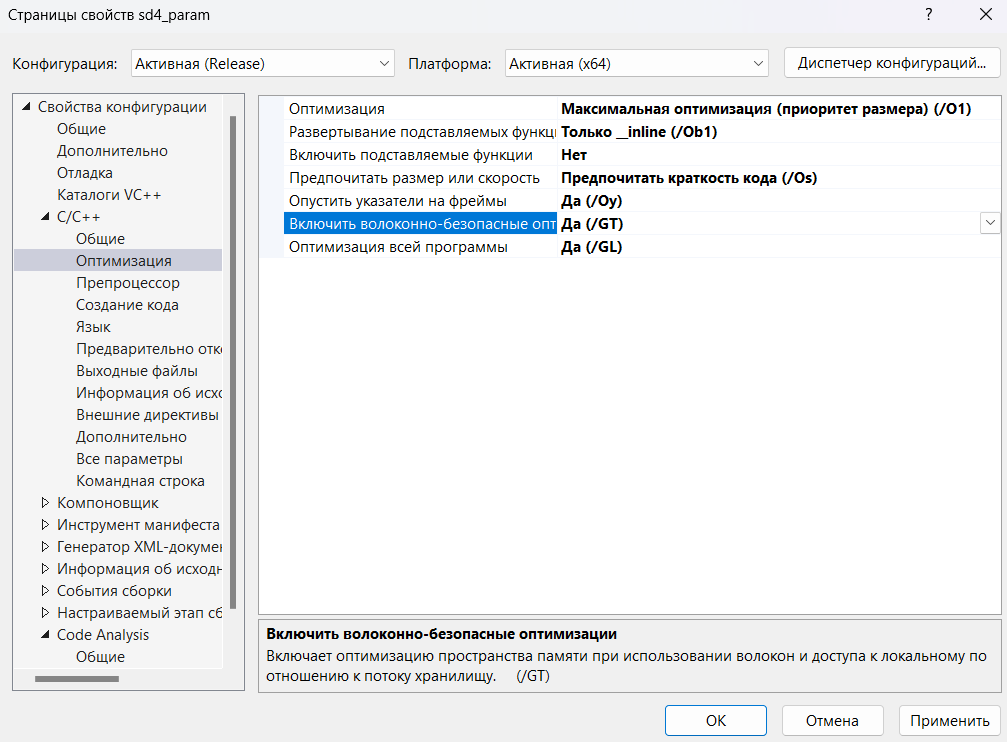 Страницы свойств sd4_param
?
Конфигурация: Активная (Release) Платформа: Активная (x64) Диспетчер конфигураций...
Свойства конфигурации
Общие
Дополнительно
Отладка
Каталоги VC++
C/C++
Общие
Оптимизация
Препроцессор
Создание кода
Язык
Предварительно отко
Выходные файлы
Информация об исхо
Внешние директивы
Дополнительно
Все параметры
Командная строка
Компоновщик
Инструмент манифеста
Генератор XML-докумен
Информация об исходн
События сборки
Настраиваемый этап сб
Code Analysis
Общие
Оптимизация Максимальная оптимизация (приоритет размера) (/O1)
Развертывание подставляемых функци Только __inline (/Ob1)
Включить подставляемые функции Нет
Предпочитать размер или скорость Предпочитать краткость кода (/Os)
Опустить указатели на фреймы Да (/Oy)
Включить волоконно-безопасные опт Да (/GT)
Оптимизация всей программы Да (/GL)
Включить волоконно-безопасные оптимизации
Включает оптимизацию пространства памяти при использовании волокон и доступа к локальному по
отношению к потоку хранилищу. (/GT)
ОК Отмена Применить